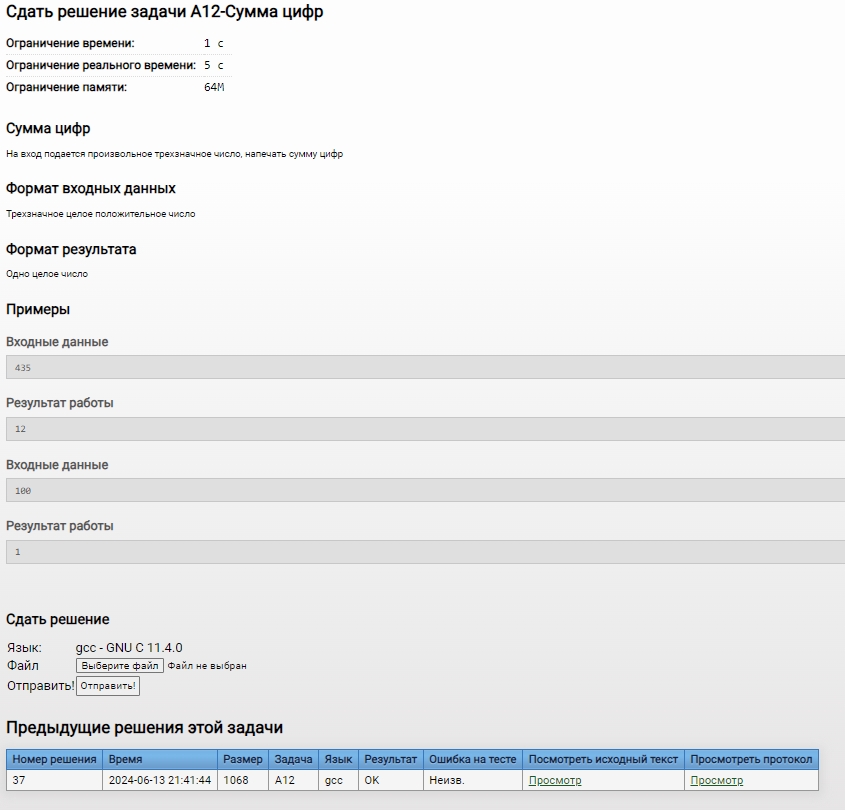 Сдать решение задачи A12-Сумма цифр
Ограничение времени: 1 с
Ограничение реального времени: 5 с
Ограничение памяти: 64M
Сумма цифр
На вход подается произвольное трехзначное число, напечать сумму цифр
Формат входных данных
Трехзначное целое положительное число
Формат результата
Одно целое число
Примеры
Входные данные
435
Результат работы
12
Входные данные
100
Результат работы
1
Сдать решение
Язык: gcc - GNU C 11.4.0
Файл Выберите файл Файл не выбран
Отправить! Отправить!
Предыдущие решения этой задачи
Номер решения Время Размер Задача Язык Результат Ошибка на тесте Посмотреть исходный текст Просмотреть протокол
37 2024-06-13 21:41:44 1068 A12 gcc OK Неизв. Просмотр Просмотр